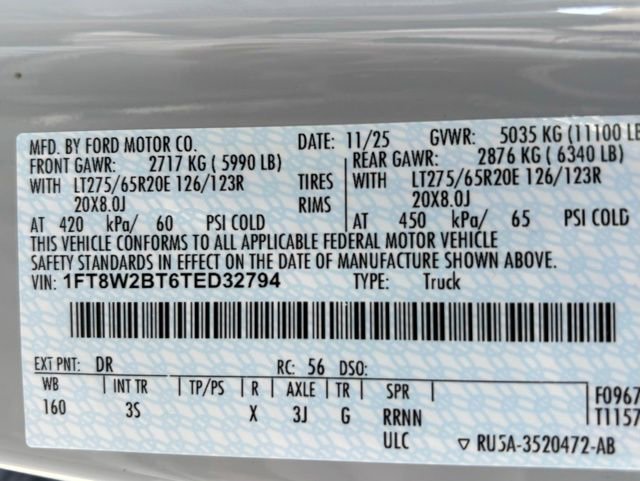 MFD. BY FORD MOTOR CO. DATE: 11/25 GVWR: 5035 KG (11100 LB
FRONT GAWR: 2717 KG ( 5990 LB) REAR GAWR: 2876 KG ( 6340 LB)
WITH LT275/65R20E 126/123R TIRES WITH LT275/65R20E 126/123R
20X8.0J RIMS 20X8.0J
AT 420 kPa/ 60 PSI COLD AT 450 kPa/ 65 PSI COLD
THIS VEHICLE CONFORMS TO ALL APPLICABLE FEDERAL MOTOR VEHICLE
SAFETY STANDARDS IN EFFECT ON THE DATE OF MANUFACTURE SHOWN ABOVE.
VIN: 1FT8W2BT6TED32794 TYPE: Truck
EXT PNT: DR RC: 56 DSO:
WB INT TR TP/PS R AXLE TR SPR F0967
160 3S X 3J G RRNN T1157
ULC ▽ RU5A-3520472-AB